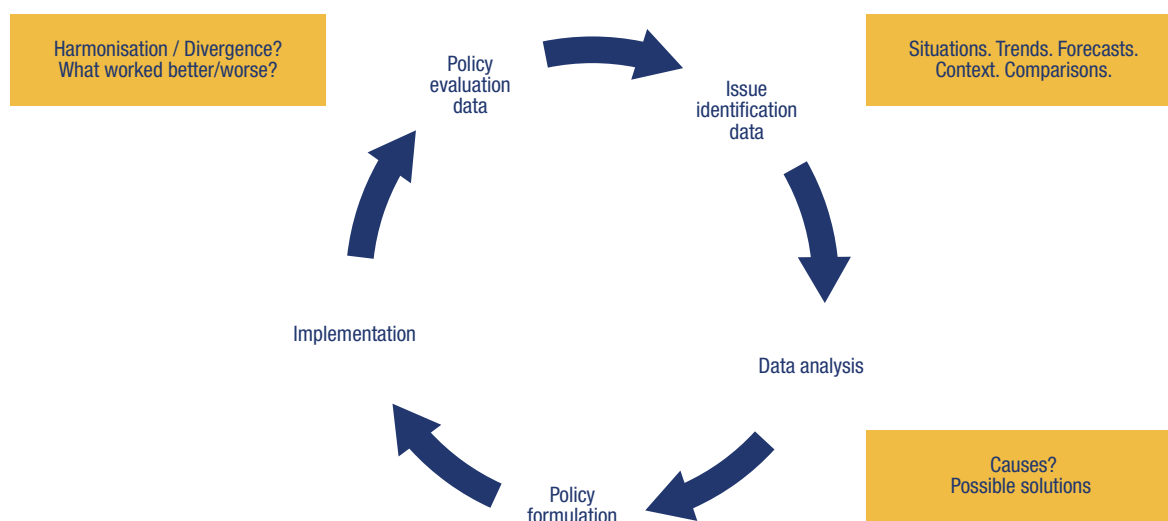 Harmonisation / Divergence?
What worked better/worse?
Policy
evaluation
data
Situations. Trends. Forecasts.
Context. Comparisons.
Issue
identification
data
Implementation
Data analysis
Causes?
Possible solutions
Policy
formulation